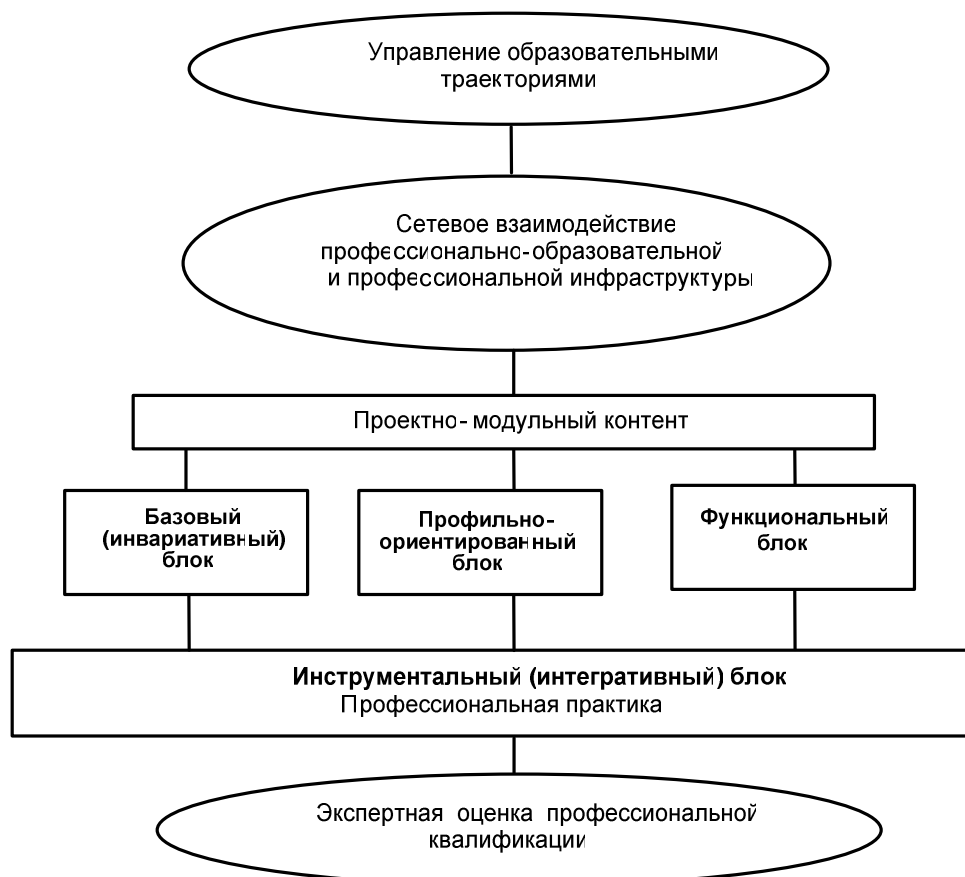 Управление образовательными
траекториями
Сетевое взаимодействие
профессионально-образовательной
и профессиональной инфраструктуры
Проектно- модульный контент
Базовый
(инвариативный)
блок
Профильно-
ориентированный
блок
Функциональный
блок
Инструментальный (интегративный) блок
Профессиональная практика
Экспертная оценка профессиональной
квалификации